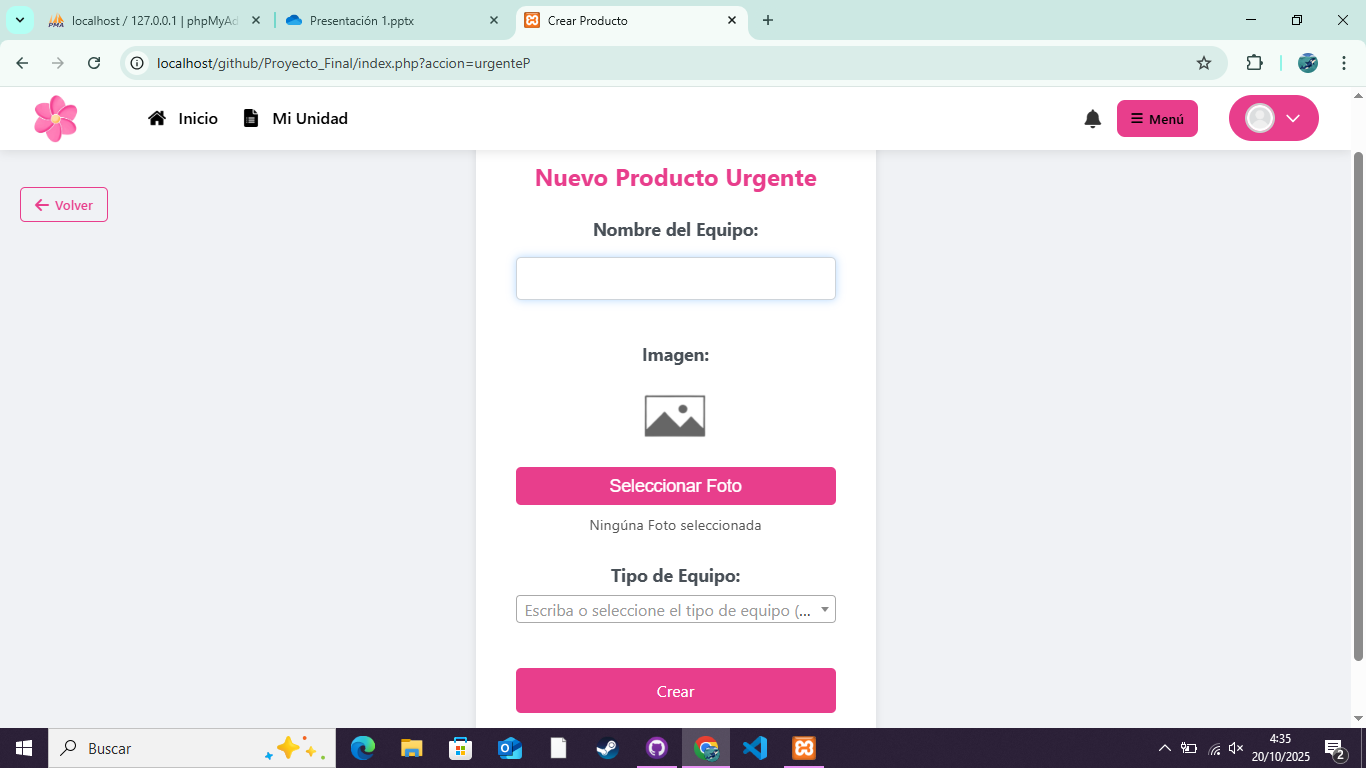 localhost / 127.0.0.1 | phpMyAd
Presentación 1.pptx
Crear Producto
localhost/github/Proyecto_Final/index.php?accion=urgenteP
Inicio
Mi Unidad
Menú
Volver
Nuevo Producto Urgente
Nombre del Equipo:
Imagen:
Seleccionar Foto
Ningúna Foto seleccionada
Tipo de Equipo:
Escriba o seleccione el tipo de equipo (...
Crear
Buscar
4:35
20/10/2025
2